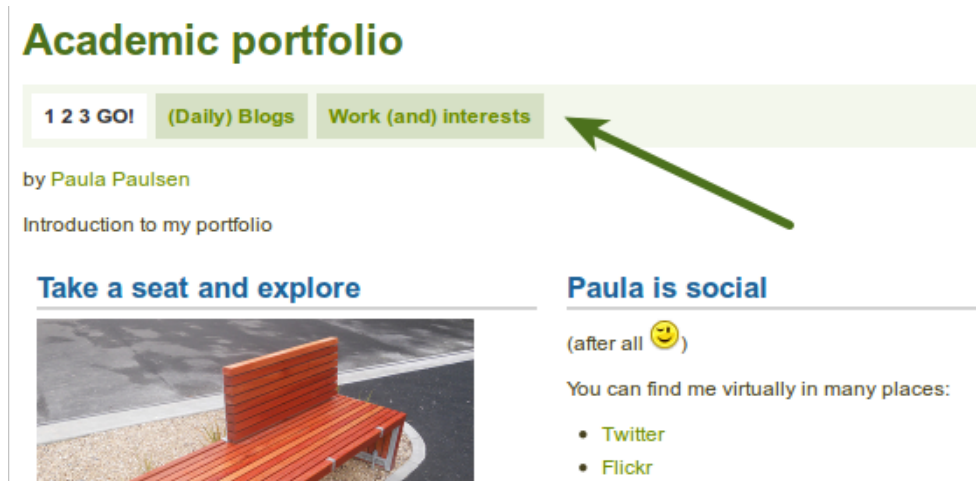 Academic portfolio
1 2 3 GO! (Daily) Blogs Work (and) interests
by Paula Paulsen
Introduction to my portfolio
Take a seat and explore
Paula is social
(after all )
You can find me virtually in many places:
Twitter
Flickr